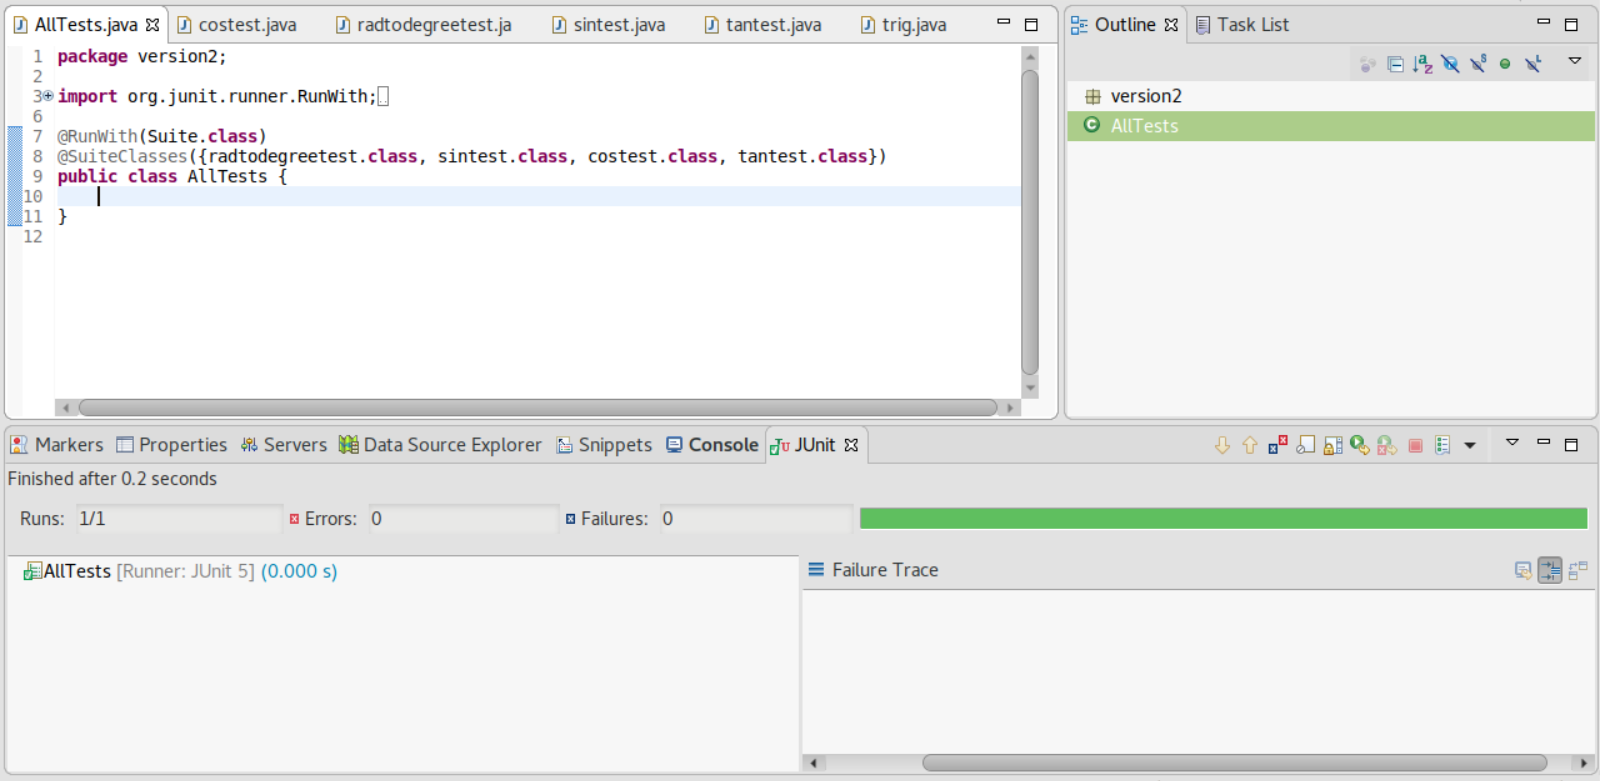 AllTests.java costest.java radtodegreetest.ja sintest.java tantest.java trig.java
1 package version2;
2
3 import org.junit.runner.RunWith;
6
7 @RunWith(Suite.class)
8 @SuiteClasses({radtodegreetest.class, sintest.class, costest.class, tantest.class})
9 public class AllTests {
10
11 }
12
Outline Task List
version2
AllTests
Markers Properties Servers Data Source Explorer Snippets Console JUnit
Finished after 0.2 seconds
Runs: 1/1 Errors: 0 Failures: 0
AllTests [Runner: JUnit 5] (0.000 s)
Failure Trace